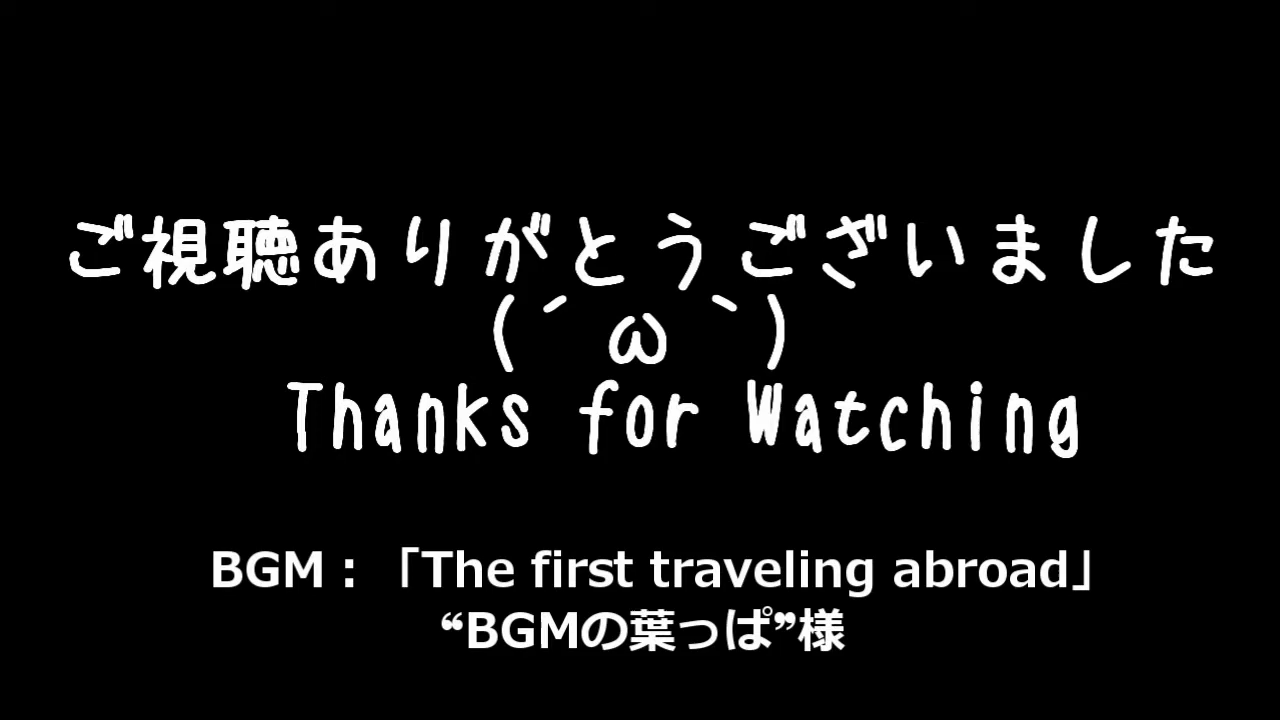 ご視聴ありがとうございました
(´ω｀)
Thanks for Watching
BGM：「The first traveling abroad」
“BGMの葉っぱ”様